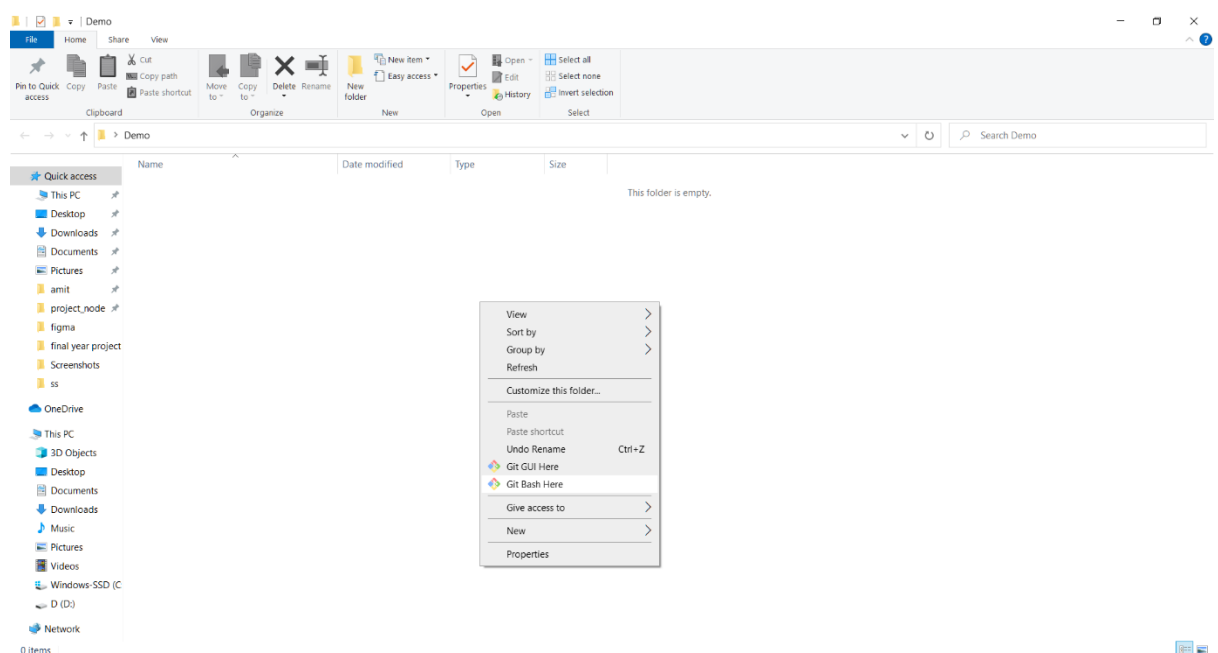 Demo
File Home Share View
Pin to Quick access
Copy
Paste
Cut
Copy path
Paste shortcut
Clipboard
Move to
Copy to
Delete
Rename
Organize
New folder
New item
Easy access
New
Properties
Open
Edit
History
Open
Select all
Select none
Invert selection
Select
Demo
Search Demo
Name Date modified Type Size
This folder is empty.
Quick access
This PC
Desktop
Downloads
Documents
Pictures
amit
project_node
figma
final year project
Screenshots
ss
OneDrive
This PC
3D Objects
Desktop
Documents
Downloads
Music
Pictures
Videos
Windows-SSD (C
D (D:)
Network
View
Sort by
Group by
Refresh
Customize this folder...
Paste
Paste shortcut
Undo Rename Ctrl+Z
Git GUI Here
Git Bash Here
Give access to
New
Properties
0 items